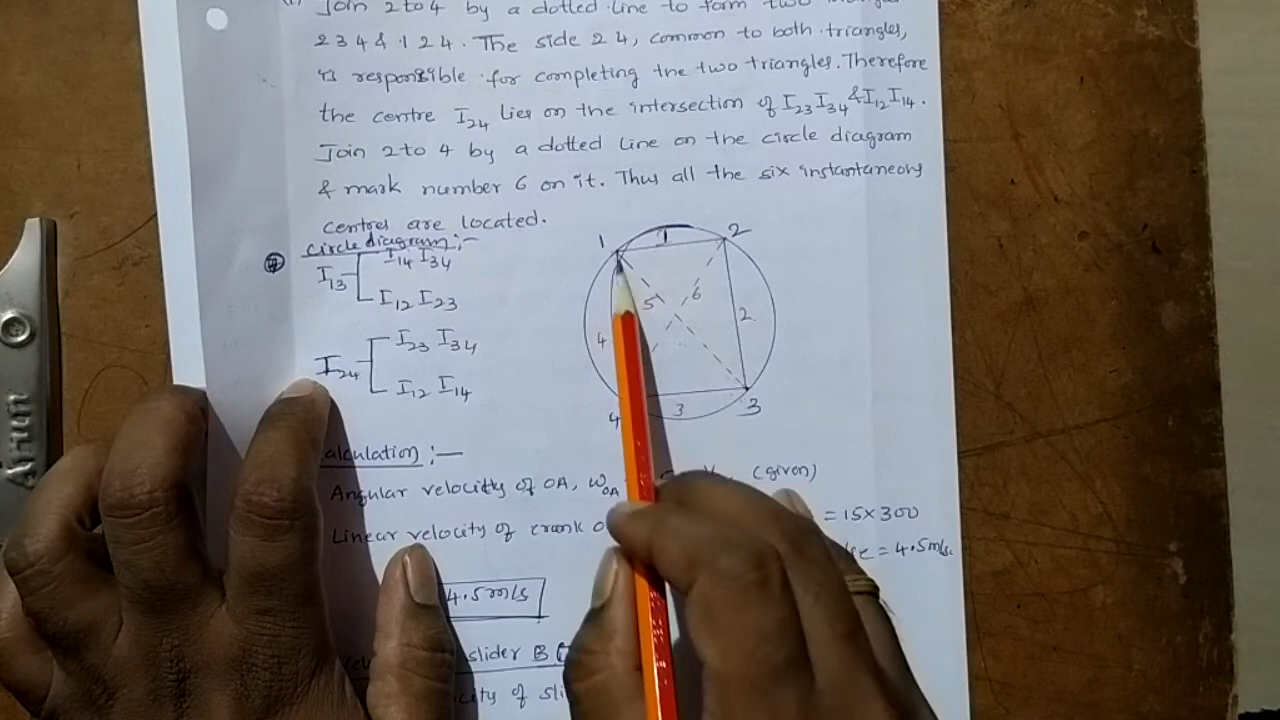 Join 2 to 4 by a dotted line to form two
2 3 4 & 1 2 4. The side 2 4, common to both triangles,
is responsible for completing the two triangles. Therefore
the centre I24 lies on the intersection of I23 I34 & I12 I14.
Join 2 to 4 by a dotted line on the circle diagram
& mark number 6 on it. Thus all the six instantaneous
centres are located.
circle diagram :-
I13 I14 I34
I12 I23
I24 I23 I34
I12 I14
1 1 2
5 6
4 2
4 3 3
alculation :-
Angular velocity of OA, ωOA (given)
Linear velocity of crank = 15 x 300
= 4.5 m/s
4.5 m/s
slider B
city of